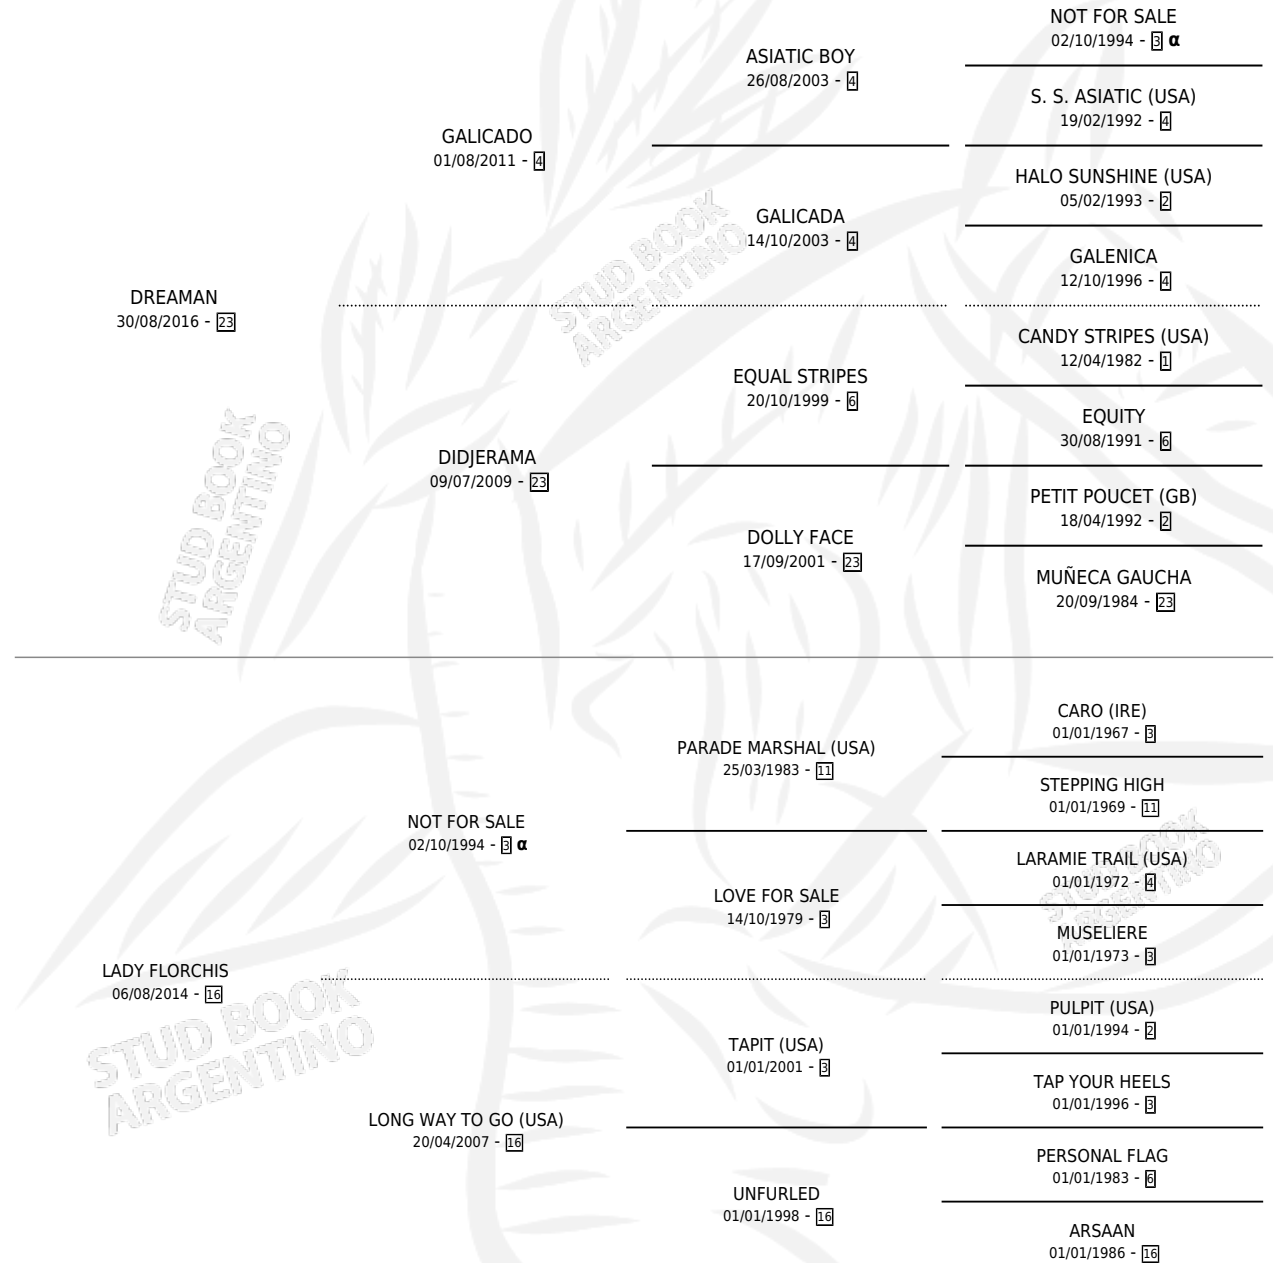 DREAMAN
30/08/2016 - 23
GALICADO
01/08/2011 - 4
ASIATIC BOY
26/08/2003 - 4
NOT FOR SALE
02/10/1994 - 3 α
S. S. ASIATIC (USA)
19/02/1992 - 4
GALICADA
14/10/2003 - 4
HALO SUNSHINE (USA)
05/02/1993 - 2
GALENICA
12/10/1996 - 4
DIDJERAMA
09/07/2009 - 23
EQUAL STRIPES
20/10/1999 - 6
CANDY STRIPES (USA)
12/04/1982 - 1
EQUITY
30/08/1991 - 6
DOLLY FACE
17/09/2001 - 23
PETIT POUCET (GB)
18/04/1992 - 2
MUÑECA GAUCHA
20/09/1984 - 23
LADY FLORCHIS
06/08/2014 - 16
NOT FOR SALE
02/10/1994 - 3 α
PARADE MARSHAL (USA)
25/03/1983 - 11
CARO (IRE)
01/01/1967 - 3
STEPPING HIGH
01/01/1969 - 11
LOVE FOR SALE
14/10/1979 - 3
LARAMIE TRAIL (USA)
01/01/1972 - 4
MUSELIERE
01/01/1973 - 3
LONG WAY TO GO (USA)
20/04/2007 - 16
TAPIT (USA)
01/01/2001 - 3
PULPIT (USA)
01/01/1994 - 2
TAP YOUR HEELS
01/01/1996 - 3
UNFURLED
01/01/1998 - 16
PERSONAL FLAG
01/01/1983 - 6
ARSAAN
01/01/1986 - 16
STUD BOOK
ARGENTINO
STUD BOOK
ARGENTINO
STUD BOOK
ARGENTINO
STUD BOOK
ARGENTINO